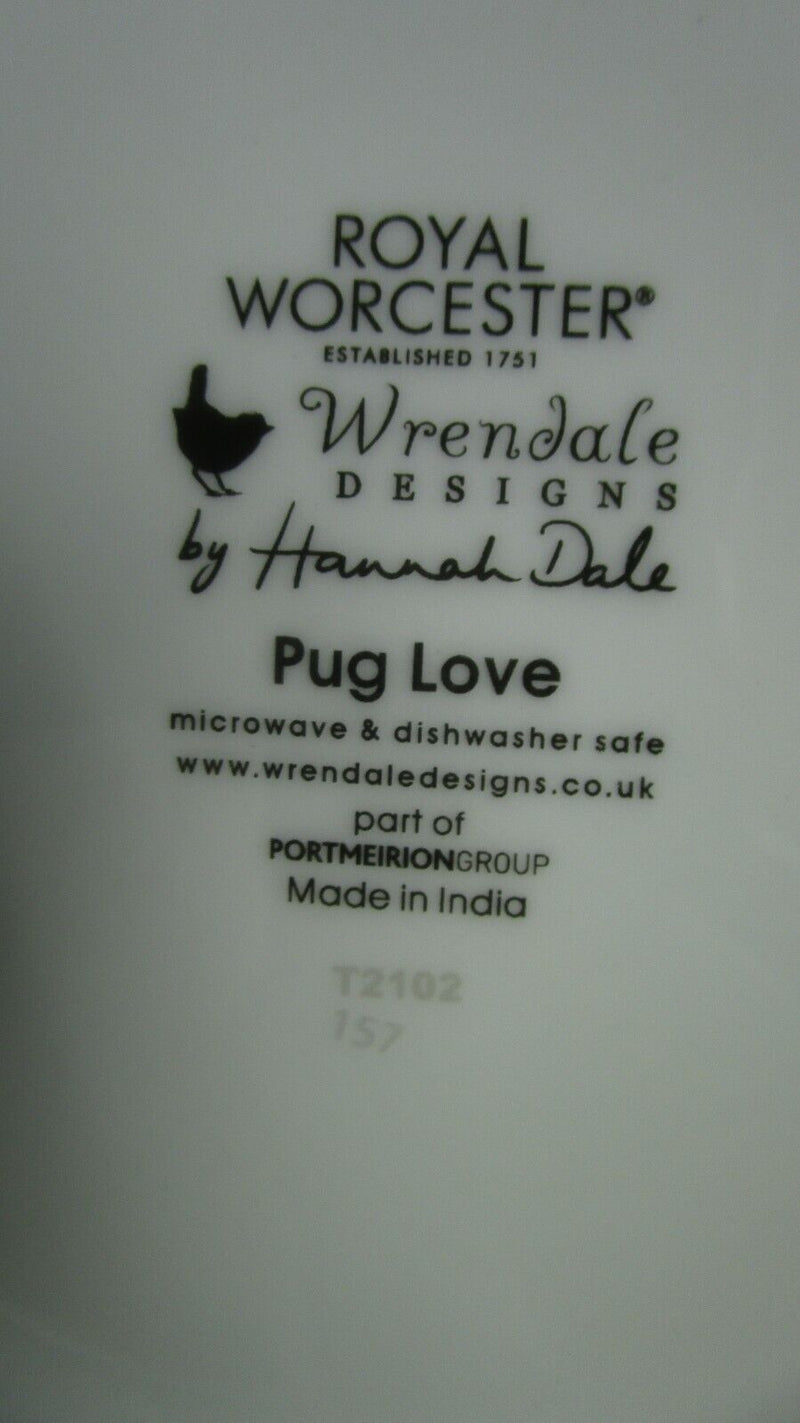 ROYAL
WORCESTER®
ESTABLISHED 1751
Wrendale
DESIGNS
by Hannah Dale
Pug Love
microwave & dishwasher safe
www.wrendaledesigns.co.uk
part of
PORTMEIRIONGROUP
Made in India
T2102
157